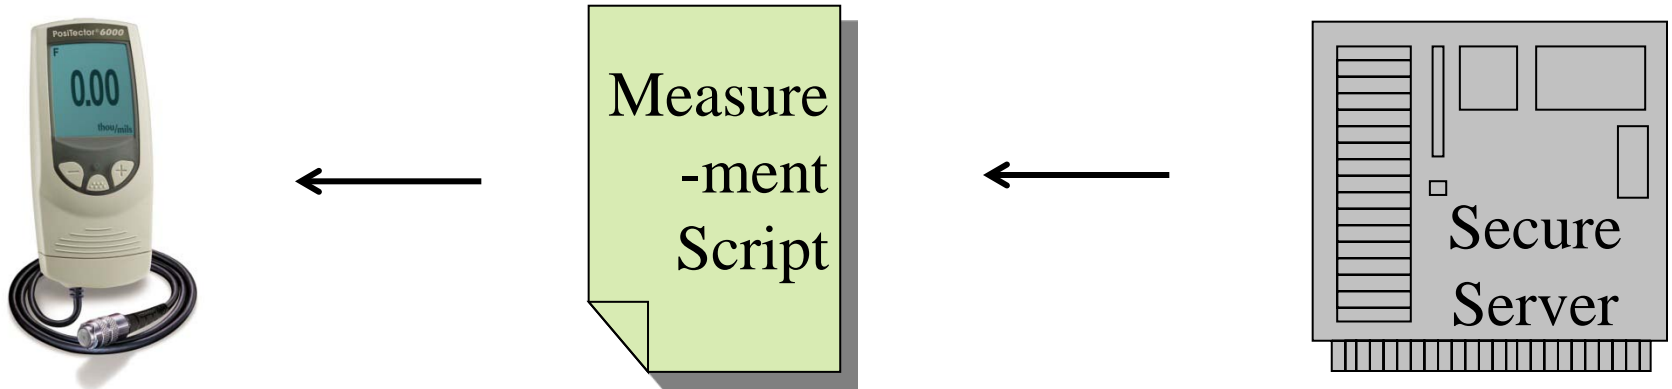 PosiTector® 6000
F
0.00
thou/mils
Measure
-ment
Script
Secure
Server